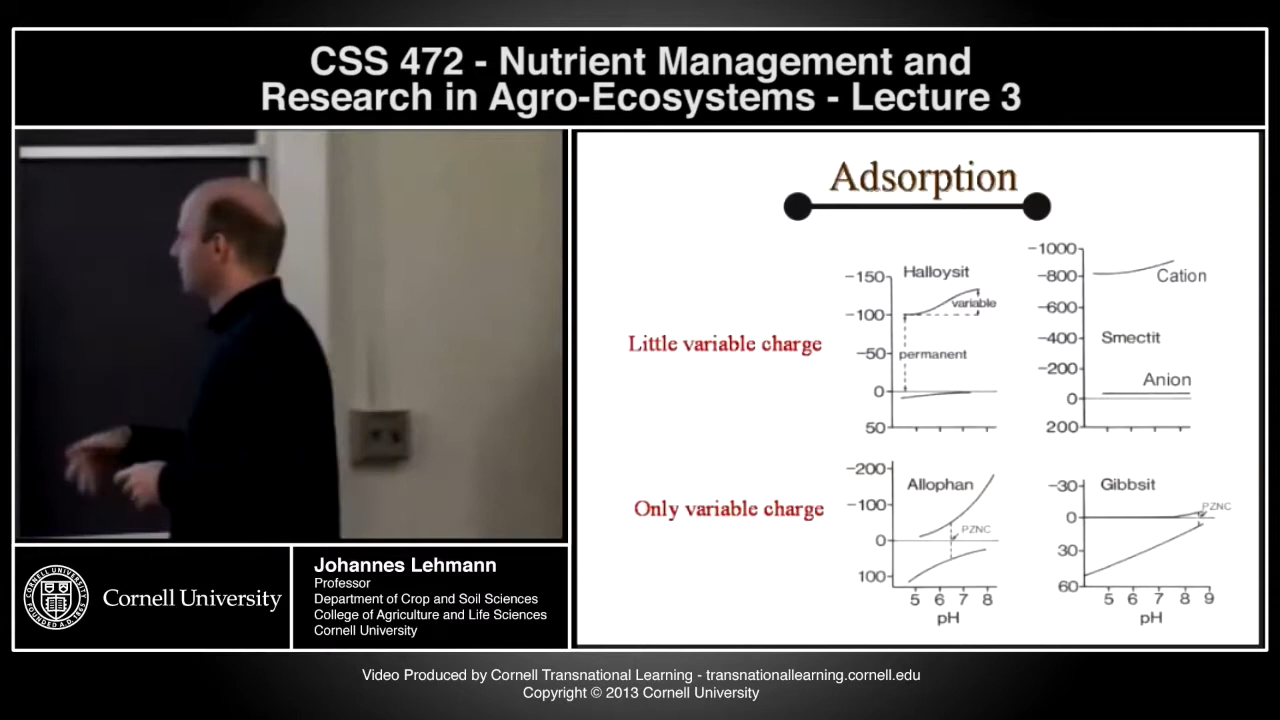 CSS 472 - Nutrient Management and
Research in Agro-Ecosystems - Lecture 3
Adsorption
Little variable charge
Halloysit
variable
permanent
−150
−100
−50
0
50
Cation
Smectit
Anion
−1000
−800
−600
−400
−200
0
200
Only variable charge
Allophan
PZNC
−200
−100
0
100
5 6 7 8
pH
Gibbsit
PZNC
−30
0
30
60
5 6 7 8 9
pH
Cornell University
CORNELL UNIVERSITY
FOUNDED A.D. 1865
Johannes Lehmann
Professor
Department of Crop and Soil Sciences
College of Agriculture and Life Sciences
Cornell University
Video Produced by Cornell Transnational Learning - transnationallearning.cornell.edu
Copyright © 2013 Cornell University